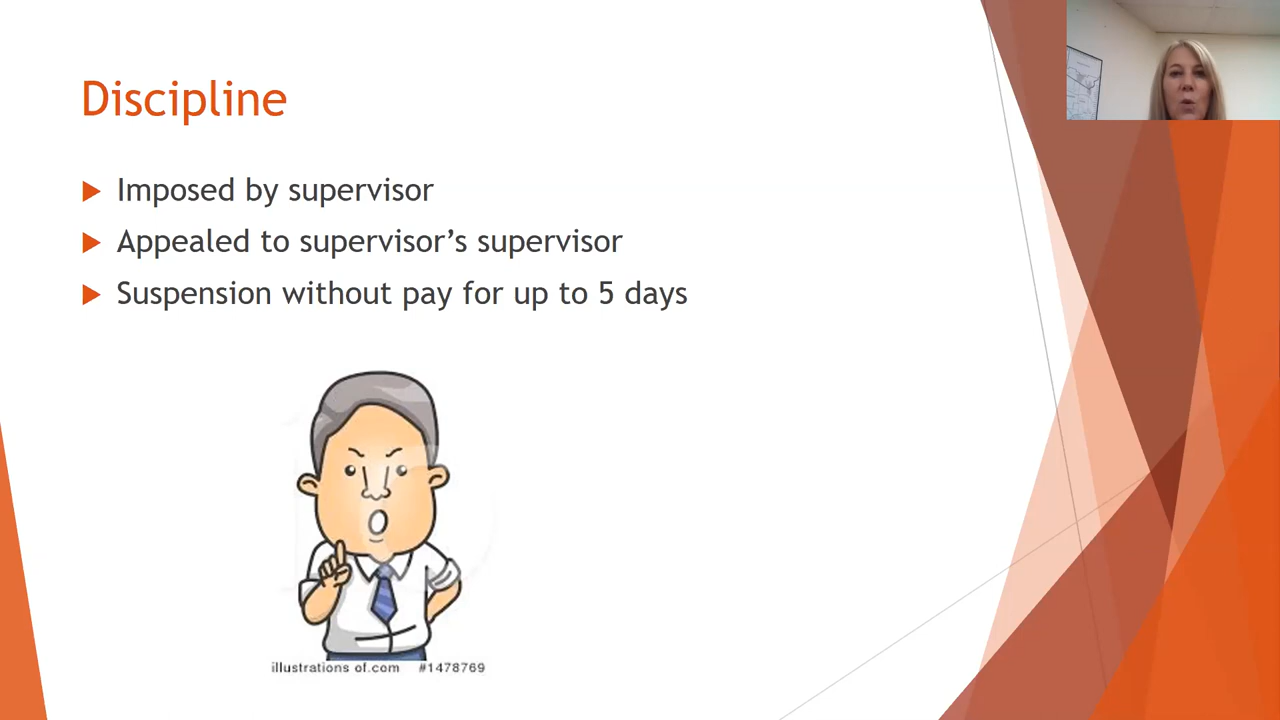 Discipline
Imposed by supervisor
Appealed to supervisor’s supervisor
Suspension without pay for up to 5 days
illustrations of.com #1478769